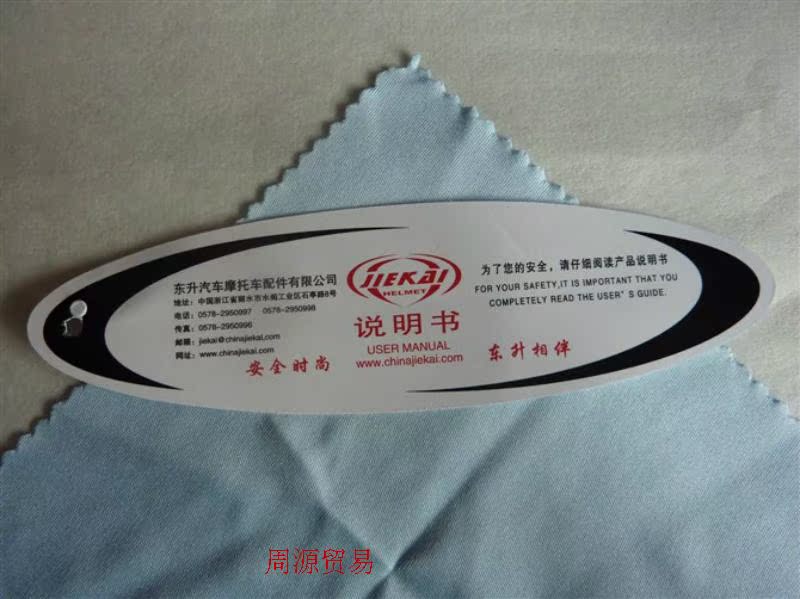 东升汽车摩托车配件有限公司
地址：中国浙江省丽水市水阁工业区石亭路8号
电话：0578-2950997 0578-2950998
传真：0578-2950996
邮箱：jiekai@chinajiekai.com
网址：www.chinajiekai.com
安全时尚
JIEKAI
HELMET
说明书
USER MANUAL
www.chinajiekai.com
为了您的安全，请仔细阅读产品说明书
FOR YOUR SAFETY,IT IS IMPORTANT THAT YOU
COMPLETELY READ THE USER'S GUIDE.
东升相伴
周源贸易